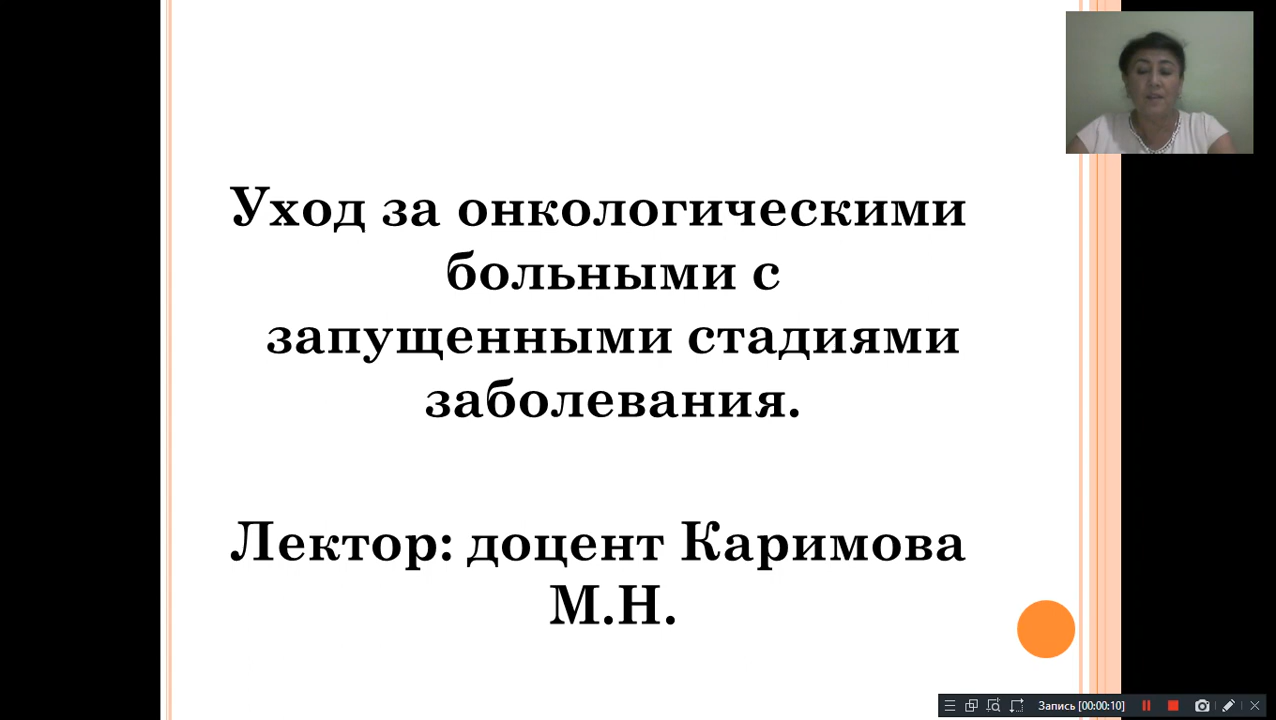 Уход за онкологическими
больными с
запущенными стадиями
заболевания.
Лектор: доцент Каримова
М.Н.
Запись [00:00:10]